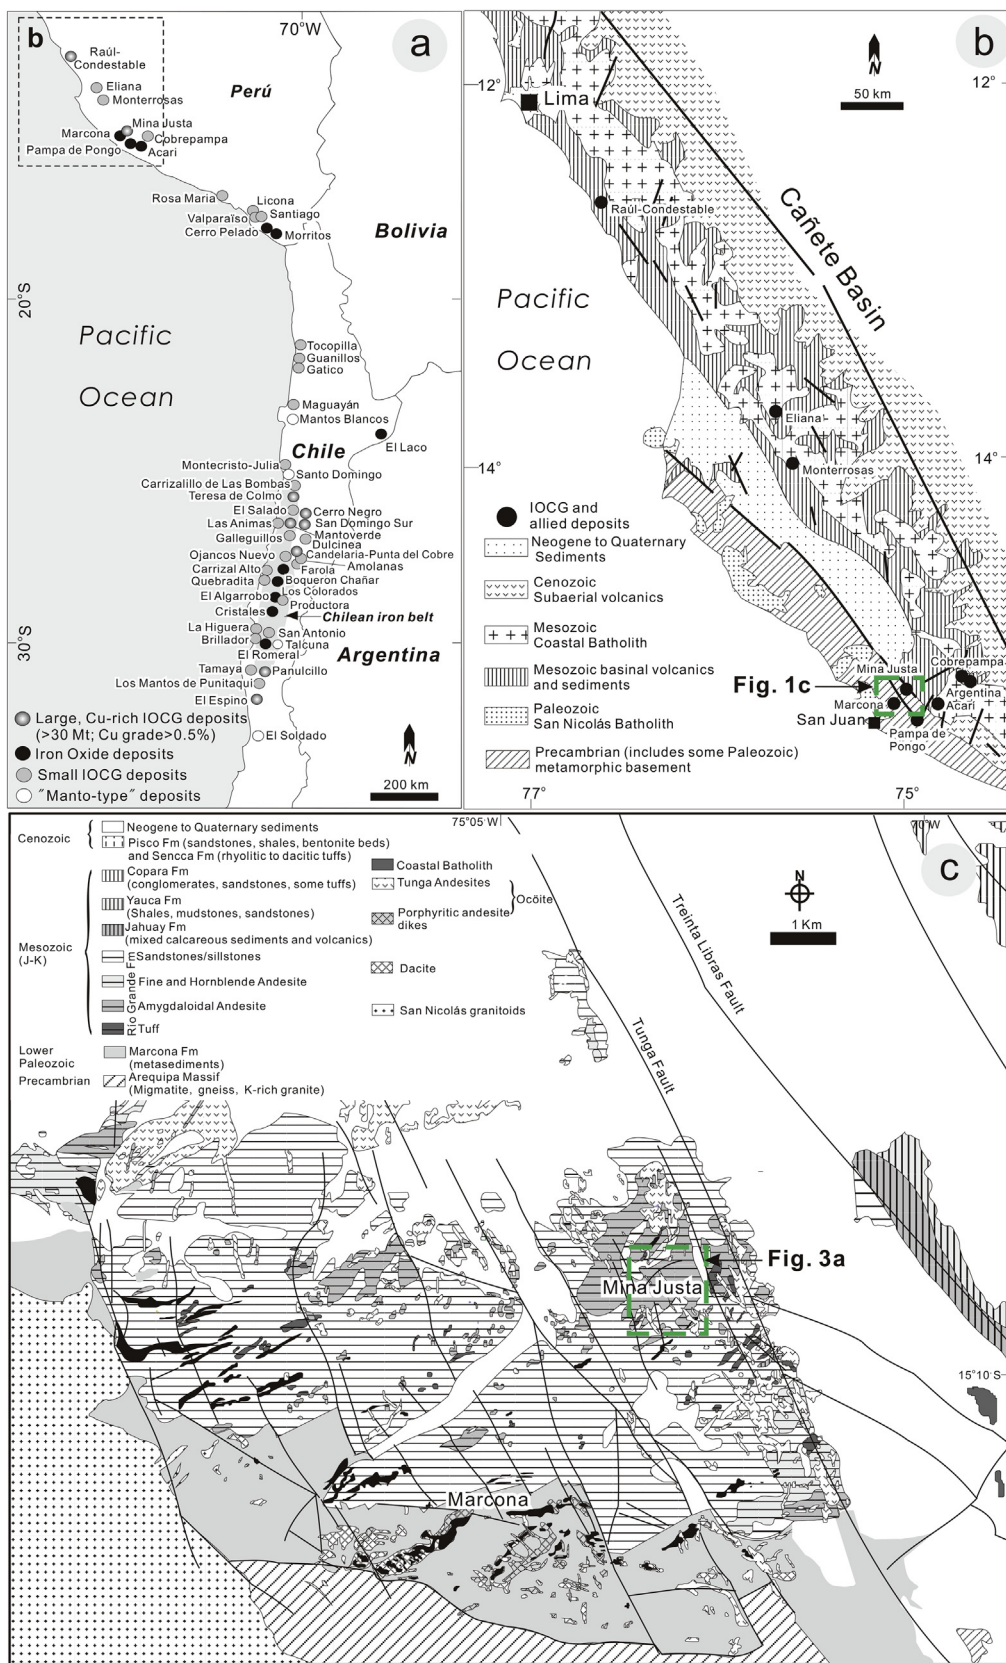 70°W
b
a
Raúl-
Condestable
Eliana
Monterrosas
Perú
Mina Justa
Marcona
Cobrepampa
Pampa de Pongo
Acari
Rosa Maria
Licona
Santiago
Valparaíso
Cerro Pelado
Morritos
Bolivia
20°S
Pacific
Ocean
Tocopilla
Guanillos
Gatico
Maguayán
Mantos Blancos
El Laco
Chile
Montecristo-Julia
Santo Domingo
Carrizalillo de Las Bombas
Teresa de Colmo
El Salado
Cerro Negro
Las Animas
San Domingo Sur
Galleguillos
Mantoverde
Dulcinea
Ojancos Nuevo
Candelaria-Punta del Cobre
Amolanas
Carrizal Alto
Farola
Quebradita
Boqueron Chañar
El Algarrobo
Los Colorados
Productora
Cristales
Chilean iron belt
La Higuera
San Antonio
Brillador
Talcuna
30°S
El Romeral
Argentina
Tamaya
Panulcillo
Los Mantos de Punitaqui
El Espino
El Soldado
Large, Cu-rich IOCG deposits
(>30 Mt; Cu grade>0.5%)
Iron Oxide deposits
Small IOCG deposits
"Manto-type" deposits
N
200 km
b
N
50 km
12°
12°
Lima
Raúl-Condestable
Cañete Basin
Pacific
Ocean
Eliana
Monterrosas
14°
14°
IOCG and
allied deposits
Neogene to Quaternary
Sediments
Cenozoic
Subaerial volcanics
Mesozoic
Coastal Batholith
Mesozoic basinal volcanics
and sediments
Paleozoic
San Nicolás Batholith
Precambrian (includes some Paleozoic)
metamorphic basement
Mina Justa
Cobrepampa
Fig. 1c
Argentina
Marcona
Acari
San Juan
Pampa de
Pongo
77°
75°
c
75°05' W
70°W
Cenozoic
Neogene to Quaternary sediments
Pisco Fm (sandstones, shales, bentonite beds)
and Sencca Fm (rhyolitic to dacitic tuffs)
Mesozoic
(J-K)
Copara Fm
(conglomerates, sandstones, some tuffs)
Yauca Fm
(Shales, mudstones, sandstones)
Jahuay Fm
(mixed calcareous sediments and volcanics)
Río Grande F
Sandstones/sillstones
Fine and Hornblende Andesite
Amygdaloidal Andesite
Tuff
Lower
Paleozoic
Marcona Fm
(metasediments)
Precambrian
Arequipa Massif
(Migmatite, gneiss, K-rich granite)
Coastal Batholith
Tunga Andesites
Ocöite
Porphyritic andesite
dikes
Dacite
San Nicolás granitoids
N
1 Km
Treinta Libras Fault
Tunga Fault
Fig. 3a
Mina Justa
15°10' S
Marcona